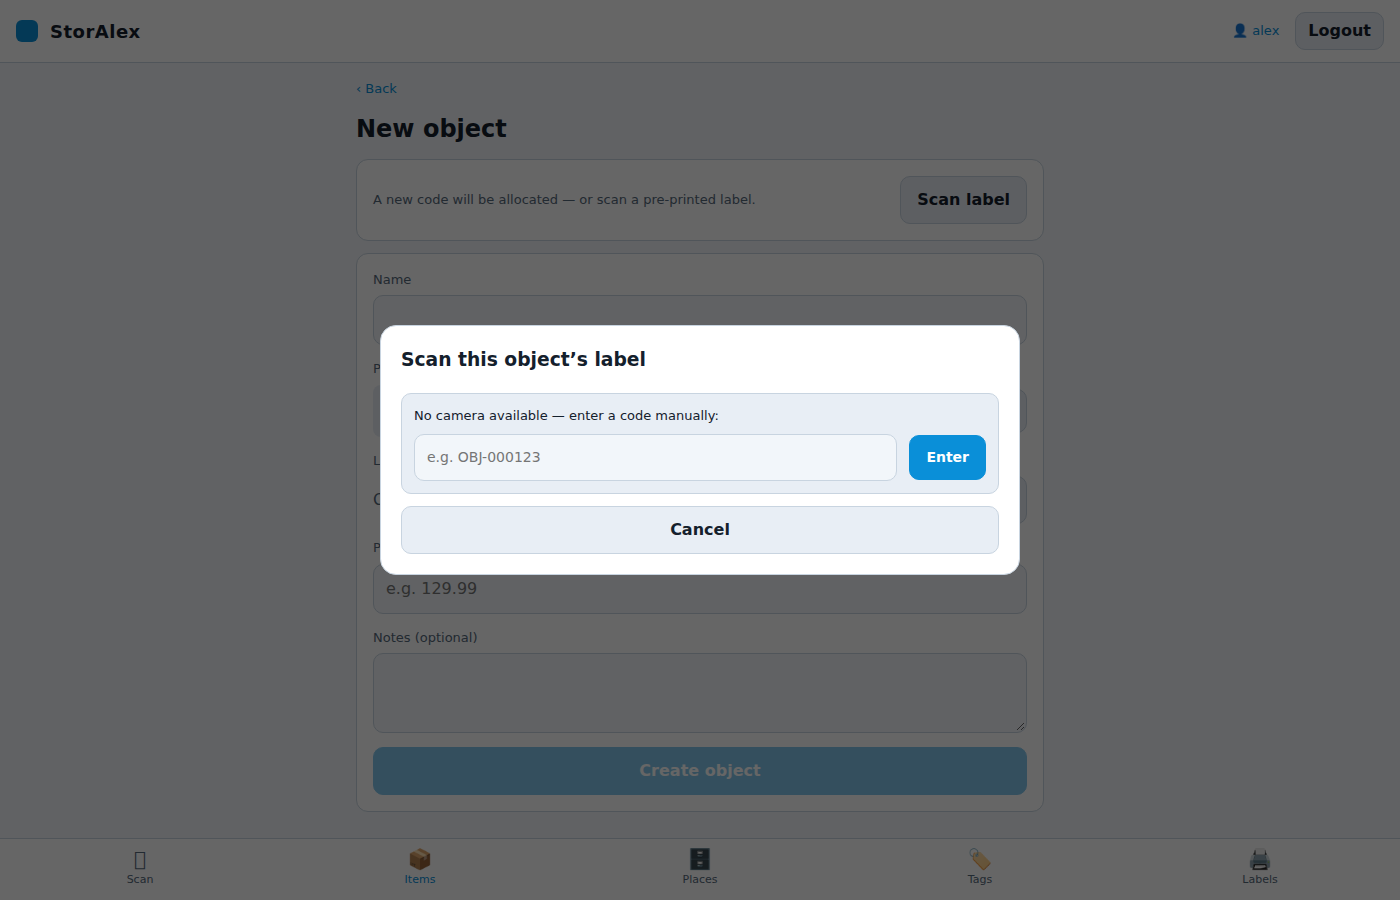 StorAlex
👤 alex
Logout
‹ Back
New object
A new code will be allocated — or scan a pre-printed label.
Scan label
Name
Scan this object’s label
No camera available — enter a code manually:
e.g. OBJ-000123
Enter
Cancel
e.g. 129.99
Notes (optional)
Create object
Scan
Items
Places
Tags
Labels